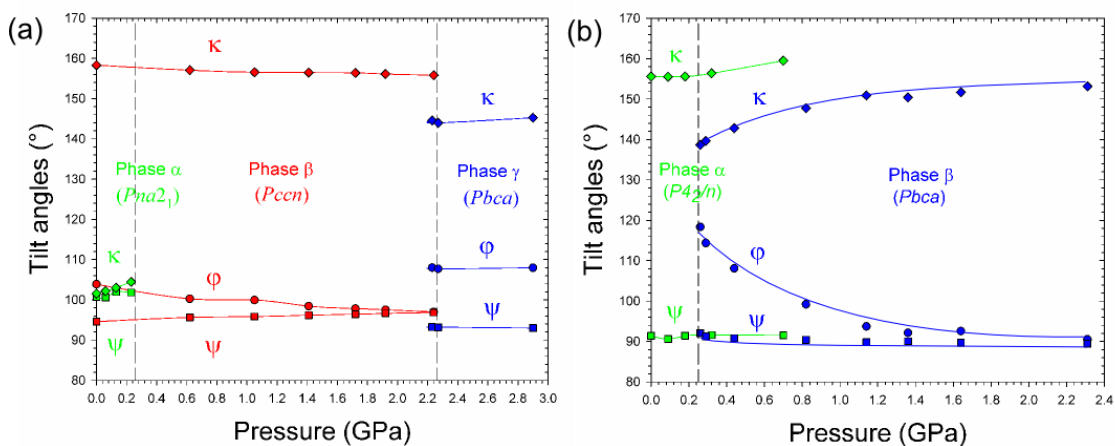 (a)
170
160
150
140
130
120
110
100
90
80
Tilt angles (°)
κ
κ
Phase α
(Pna2₁)
Phase β
(Pccn)
Phase γ
(Pbca)
κ
φ
φ
ψ
ψ
ψ
0.0 0.2 0.4 0.6 0.8 1.0 1.2 1.4 1.6 1.8 2.0 2.2 2.4 2.6 2.8 3.0
Pressure (GPa)
(b)
170
160
150
140
130
120
110
100
90
80
Tilt angles (°)
κ
κ
Phase α
(P4₂/n)
Phase β
(Pbca)
φ
ψ
ψ
0.0 0.2 0.4 0.6 0.8 1.0 1.2 1.4 1.6 1.8 2.0 2.2 2.4
Pressure (GPa)